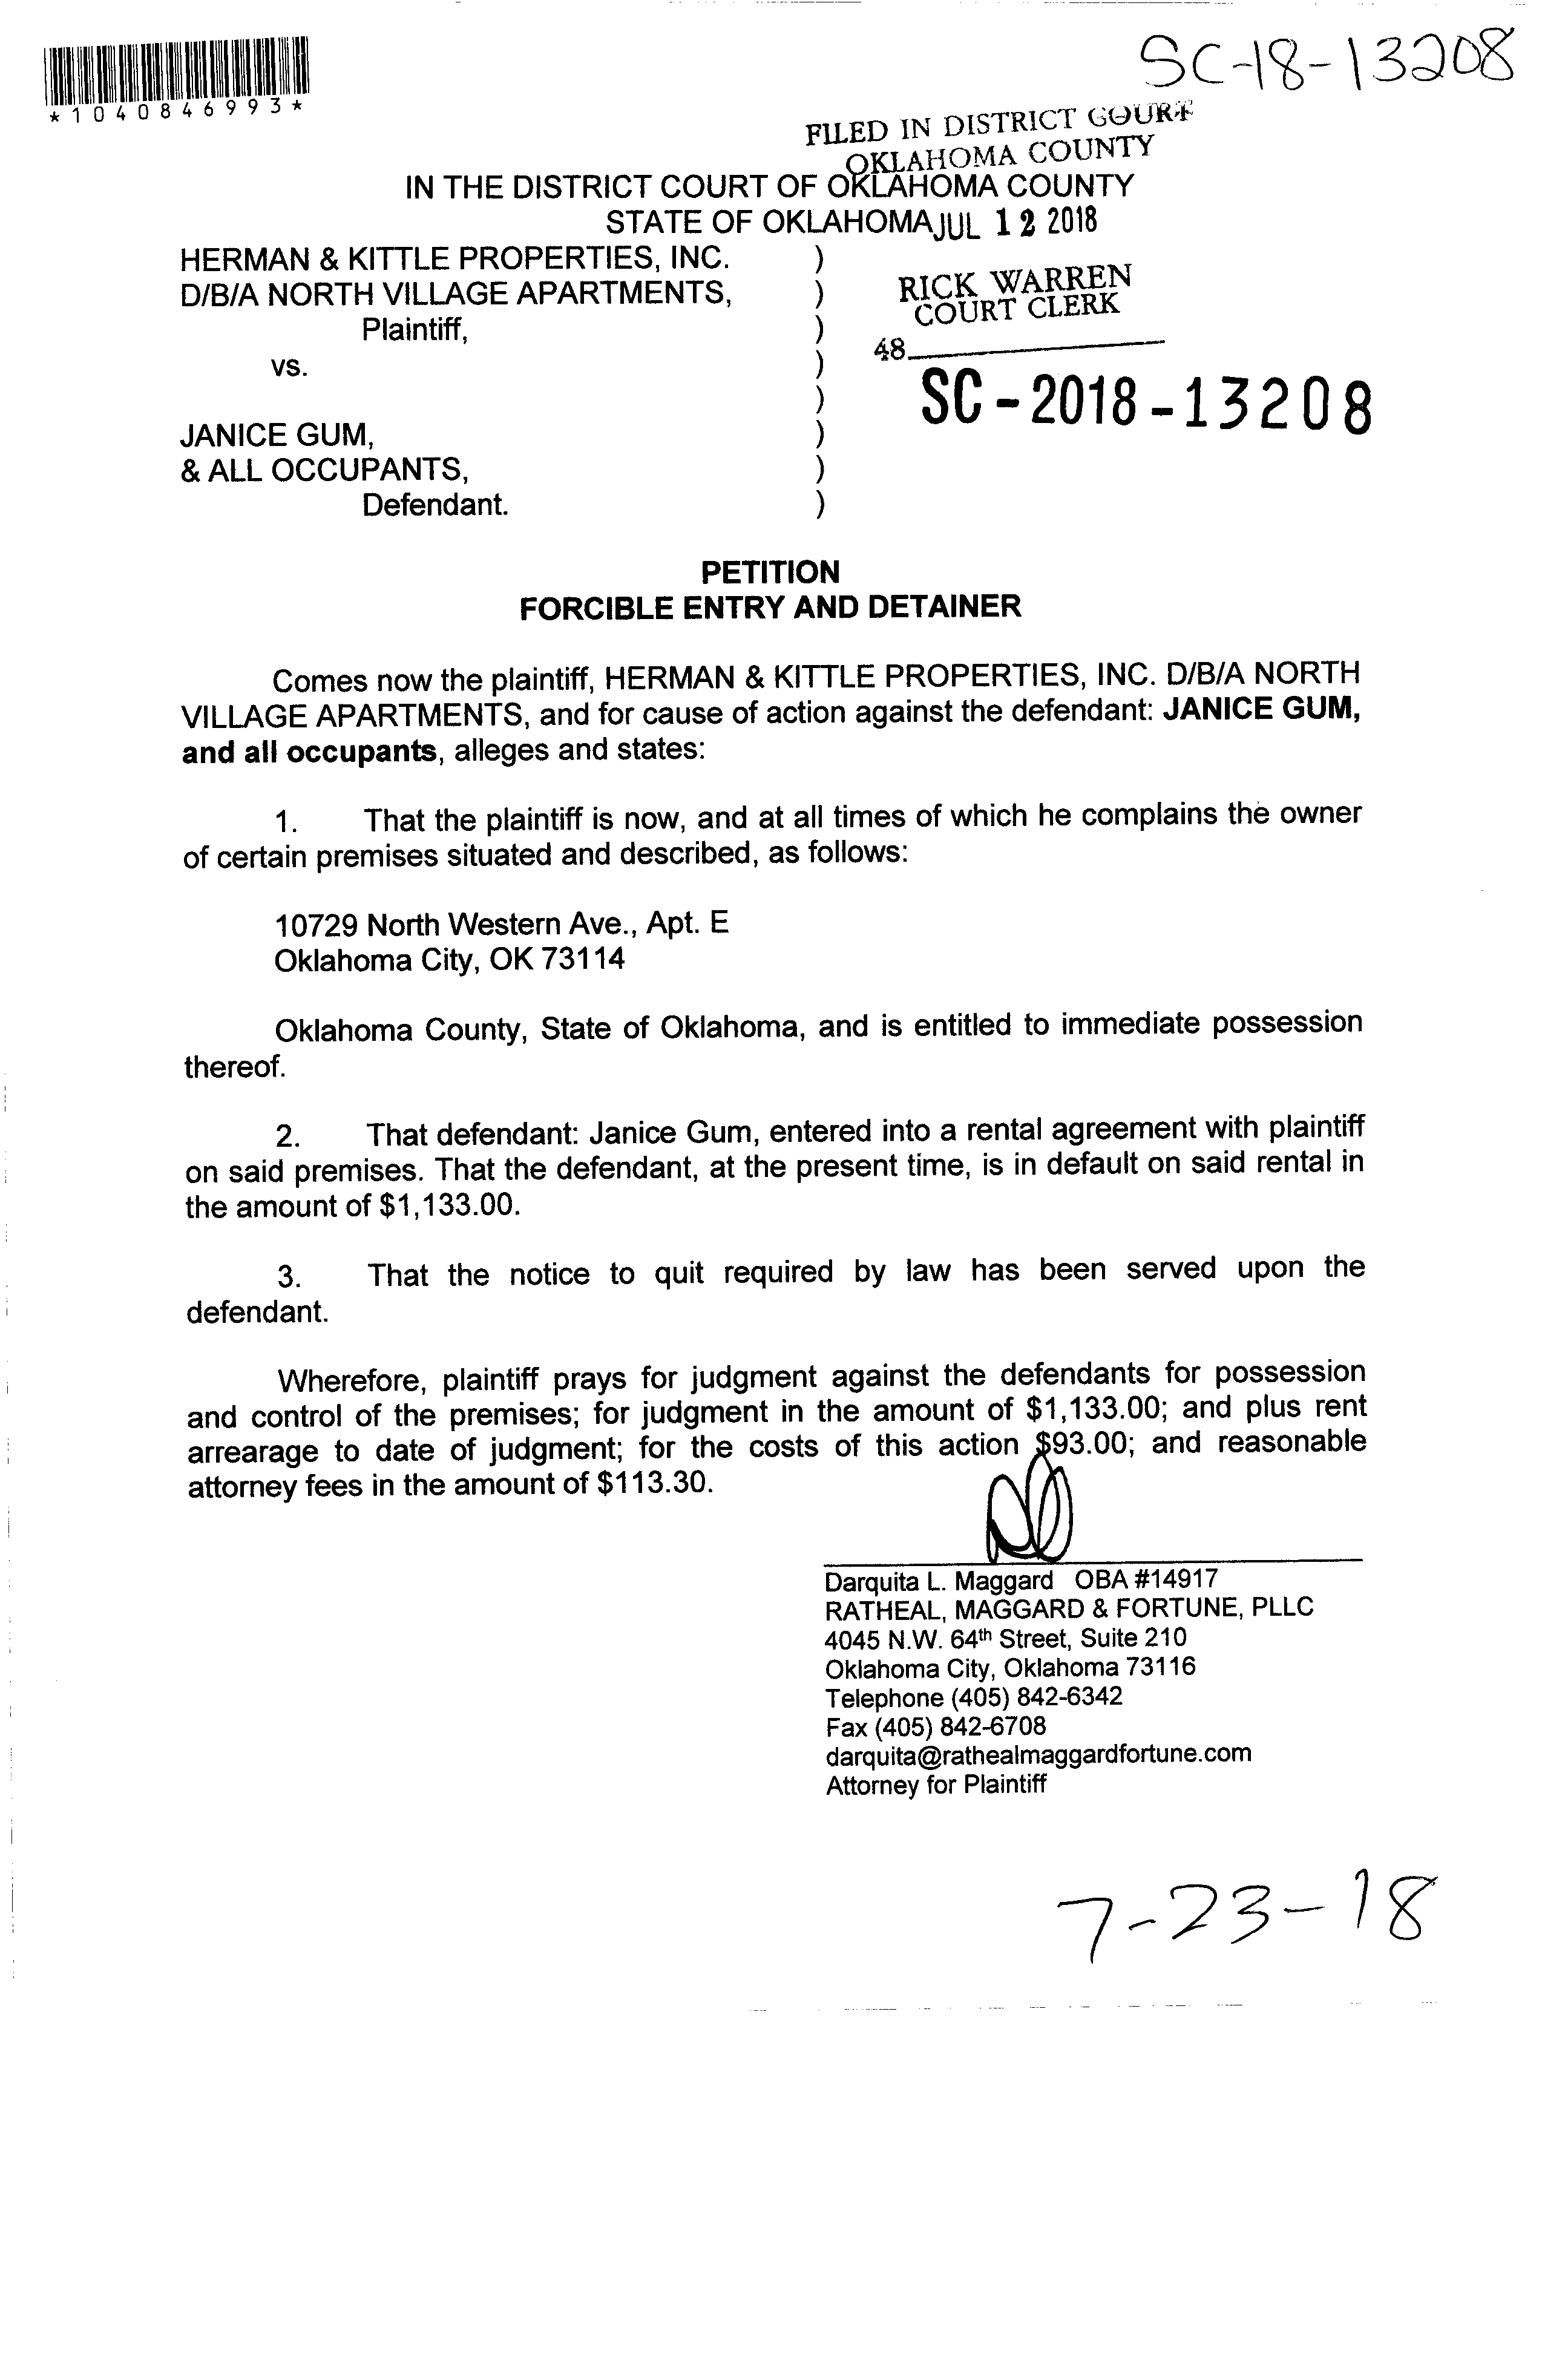 SC-18-13208
*1040846993*
FILED IN DISTRICT COURT
OKLAHOMA COUNTY
IN THE DISTRICT COURT OF OKLAHOMA COUNTY
STATE OF OKLAHOMA JUL 12 2018
HERMAN & KITTLE PROPERTIES, INC. )
D/B/A NORTH VILLAGE APARTMENTS, )
RICK WARREN
COURT CLERK
Plaintiff, )
48
vs. )
)
SC-2018-13208
JANICE GUM, )
& ALL OCCUPANTS, )
Defendant. )
PETITION
FORCIBLE ENTRY AND DETAINER
Comes now the plaintiff, HERMAN & KITTLE PROPERTIES, INC. D/B/A NORTH
VILLAGE APARTMENTS, and for cause of action against the defendant: JANICE GUM,
and all occupants, alleges and states:
1. That the plaintiff is now, and at all times of which he complains the owner
of certain premises situated and described, as follows:
10729 North Western Ave., Apt. E
Oklahoma City, OK 73114
Oklahoma County, State of Oklahoma, and is entitled to immediate possession
thereof.
2. That defendant: Janice Gum, entered into a rental agreement with plaintiff
on said premises. That the defendant, at the present time, is in default on said rental in
the amount of $1,133.00.
3. That the notice to quit required by law has been served upon the
defendant.
Wherefore, plaintiff prays for judgment against the defendants for possession
and control of the premises; for judgment in the amount of $1,133.00; and plus rent
arrearage to date of judgment; for the costs of this action $93.00; and reasonable
attorney fees in the amount of $113.30.
Darquita L. Maggard OBA #14917
RATHEAL, MAGGARD & FORTUNE, PLLC
4045 N.W. 64th Street, Suite 210
Oklahoma City, Oklahoma 73116
Telephone (405) 842-6342
Fax (405) 842-6708
darquita@rathealmaggardfortune.com
Attorney for Plaintiff
7-23-18